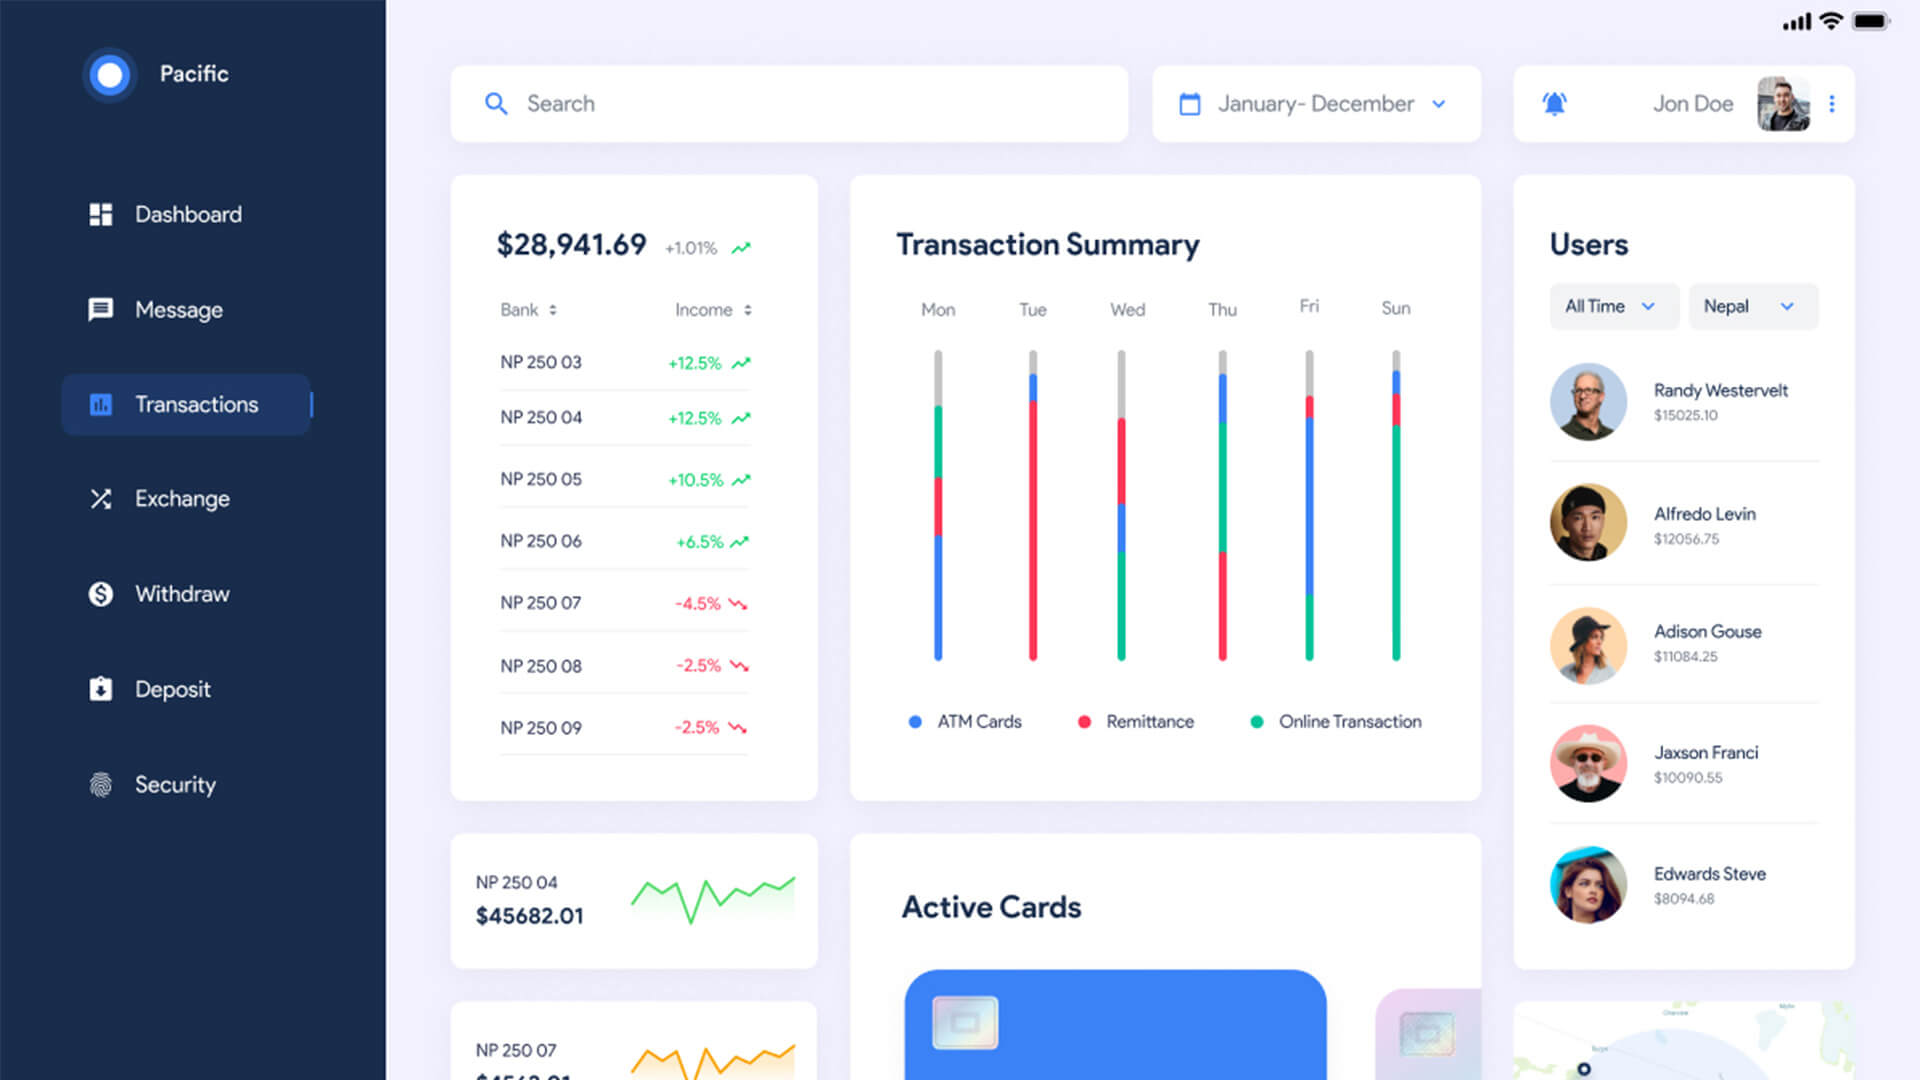 Pacific
Dashboard
Message
Transactions
Exchange
Withdraw
Deposit
Security
Search
January- December
Jon Doe
$28,941.69 +1.01%
Bank Income
NP 250 03 +12.5%
NP 250 04 +12.5%
NP 250 05 +10.5%
NP 250 06 +6.5%
NP 250 07 -4.5%
NP 250 08 -2.5%
NP 250 09 -2.5%
Transaction Summary
Mon Tue Wed Thu Fri Sun
ATM Cards Remittance Online Transaction
Users
All Time Nepal
Randy Westervelt
$15025.10
Alfredo Levin
$12056.75
Adison Gouse
$11084.25
Jaxson Franci
$10090.55
Edwards Steve
$8094.68
NP 250 04
$45682.01
NP 250 07
Active Cards